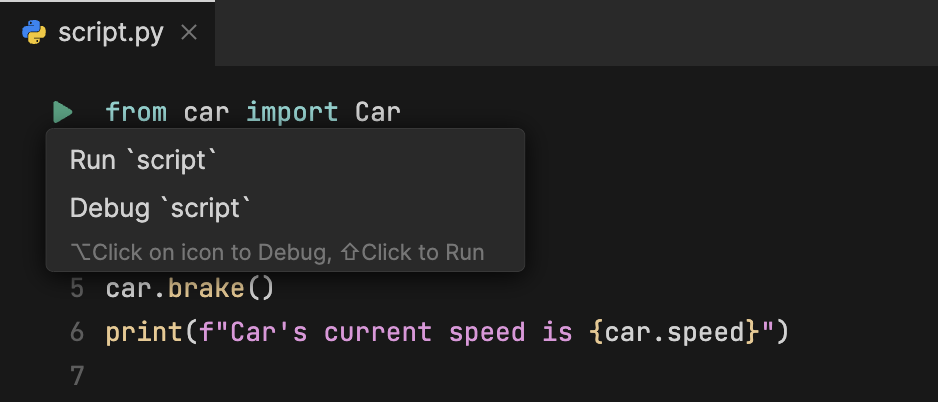 script.py
from car import Car
Run `script`
Debug `script`
⌥Click on icon to Debug, ⇧Click to Run
5 car.brake()
6 print(f"Car's current speed is {car.speed}")
7